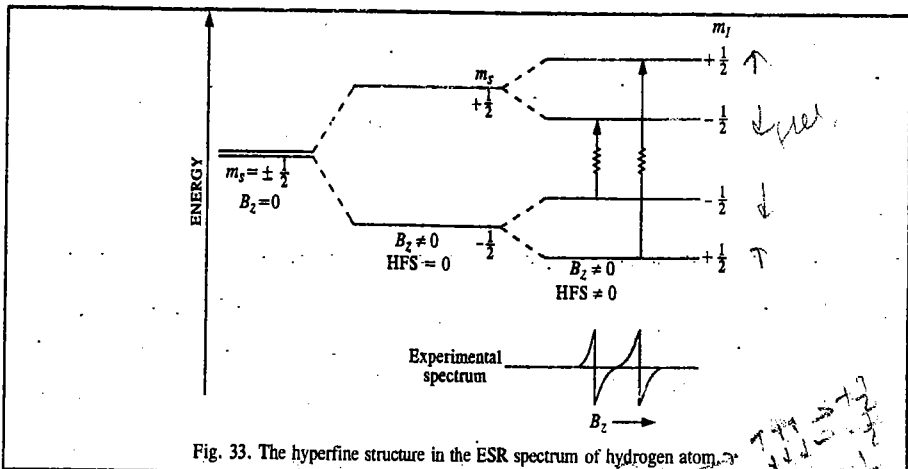 m_I
+1/2 ↑
m_s
+1/2
-1/2 ↓
ENERGY
m_s = ± 1/2
B_z = 0
-1/2 ↓
B_z ≠ 0
HFS = 0
-1/2
+1/2 ↑
B_z ≠ 0
HFS ≠ 0
Experimental
spectrum
B_z →
Fig. 33. The hyperfine structure in the ESR spectrum of hydrogen atom.